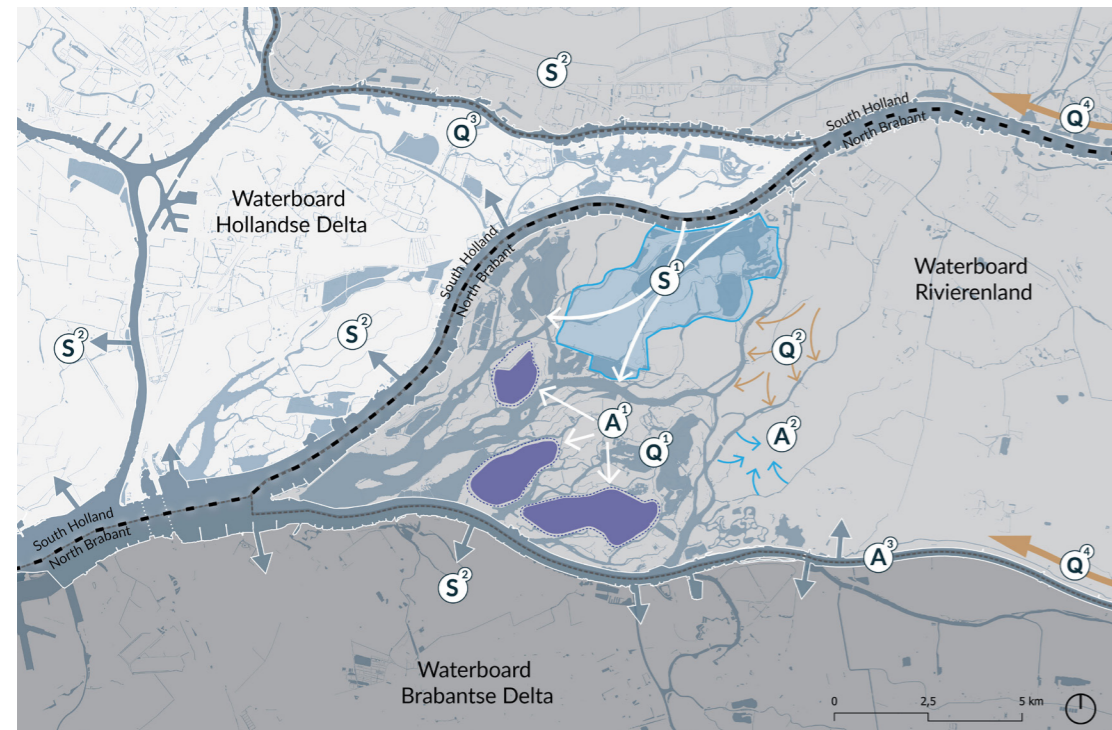 S²
Q³
South Holland
North Brabant
Q⁴
Waterboard
Hollandse Delta
South Holland
North Brabant
S¹
Waterboard
Rivierenland
S²
S²
Q²
A¹
Q¹
A²
South Holland
North Brabant
S²
A³
Q⁴
Waterboard
Brabantse Delta
0 2,5 5 km